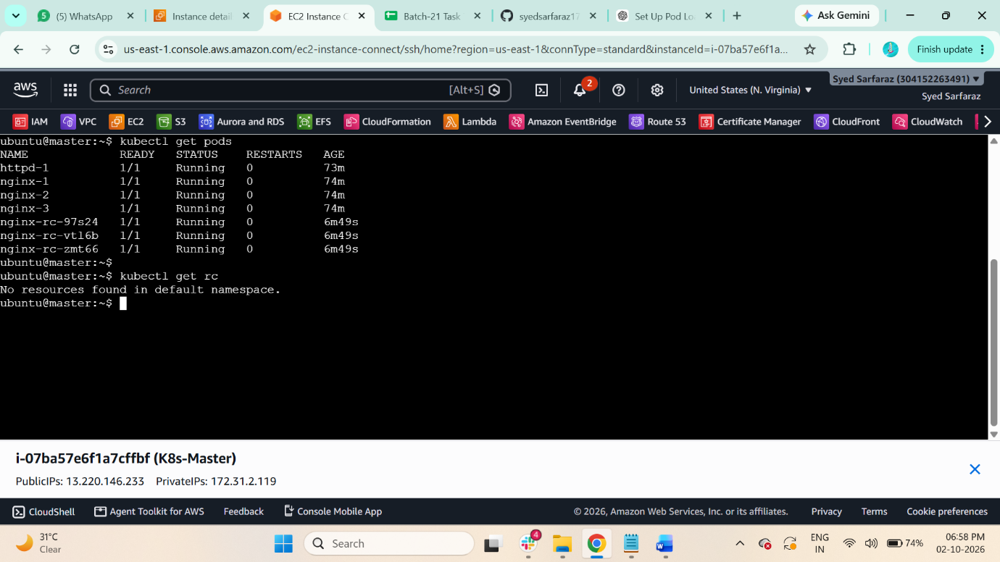 5 (5) WhatsApp
Instance detail
EC2 Instance C
Batch-21 Task
syedsarfaraz17
Set Up Pod Lo
Ask Gemini
us-east-1.console.aws.amazon.com/ec2-instance-connect/ssh/home?region=us-east-1&connType=standard&instanceId=i-07ba57e6f1a...
Finish update
aws
Search [Alt+S]
2
United States (N. Virginia)
Syed Sarfaraz (304152263491)
Syed Sarfaraz
IAM VPC EC2 S3 Aurora and RDS EFS CloudFormation Lambda Amazon EventBridge Route 53 Certificate Manager CloudFront CloudWatch
ubuntu@master:~$ kubectl get pods
NAME READY STATUS RESTARTS AGE
httpd-1 1/1 Running 0 73m
nginx-1 1/1 Running 0 74m
nginx-2 1/1 Running 0 74m
nginx-3 1/1 Running 0 74m
nginx-rc-97s24 1/1 Running 0 6m49s
nginx-rc-vtl6b 1/1 Running 0 6m49s
nginx-rc-zmt66 1/1 Running 0 6m49s
ubuntu@master:~$
ubuntu@master:~$ kubectl get rc
No resources found in default namespace.
ubuntu@master:~$
i-07ba57e6f1a7cffbf (K8s-Master)
PublicIPs: 13.220.146.233 PrivateIPs: 172.31.2.119
CloudShell Agent Toolkit for AWS Feedback Console Mobile App © 2026, Amazon Web Services, Inc. or its affiliates. Privacy Terms Cookie preferences
31°C
Clear
Search
4
ENG
IN
74%
06:58 PM
02-10-2026